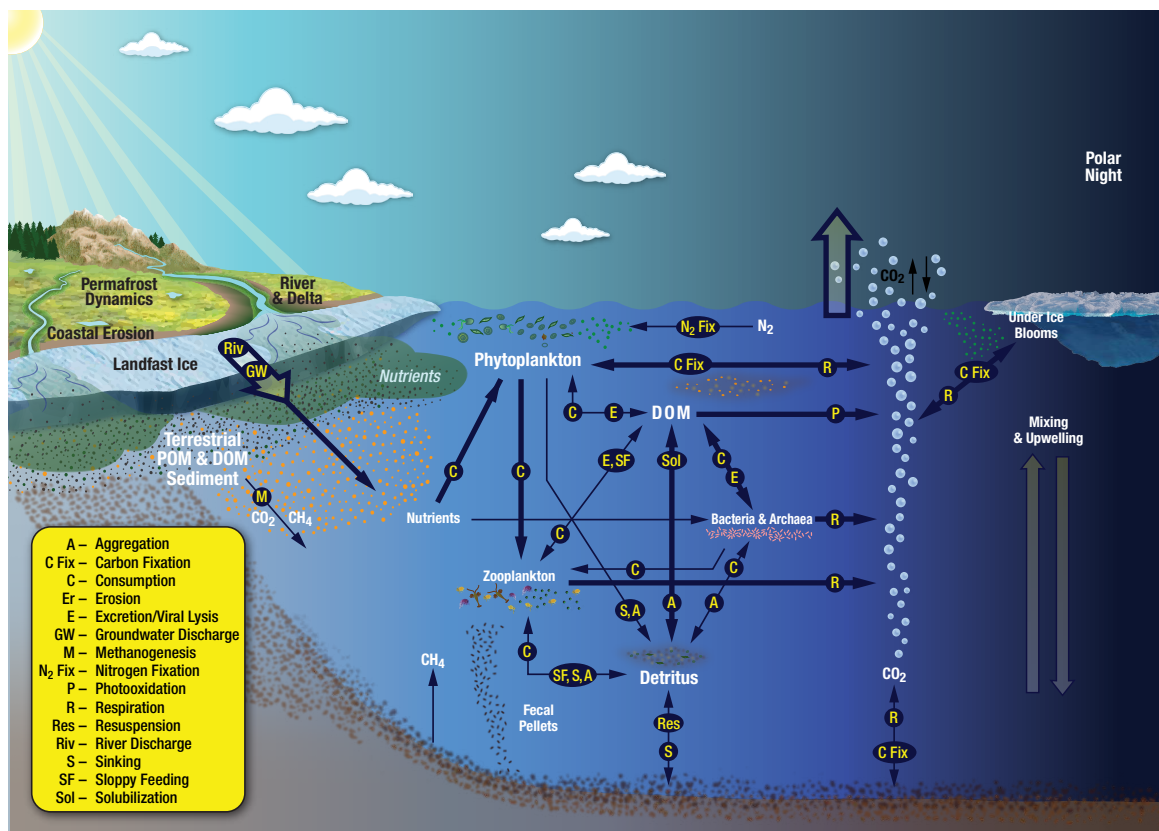 Polar
Night
Permafrost
Dynamics
River
& Delta
Coastal Erosion
Landfast Ice
Riv
GW
Nutrients
Terrestrial
POM & DOM
Sediment
M
CO2 CH4
CO2
Under Ice
Blooms
N2 Fix
N2
Phytoplankton
C Fix
R
C Fix
R
C
E
DOM
P
Mixing
& Upwelling
E, SF
Sol
C
E
C
C
Nutrients
Bacteria & Archaea
R
C
C
C
Zooplankton
R
S, A
A
A
C
SF, S, A
Detritus
CH4
CO2
Fecal
Pellets
Res
S
R
C Fix
A – Aggregation
C Fix – Carbon Fixation
C – Consumption
Er – Erosion
E – Excretion/Viral Lysis
GW – Groundwater Discharge
M – Methanogenesis
N2 Fix – Nitrogen Fixation
P – Photooxidation
R – Respiration
Res – Resuspension
Riv – River Discharge
S – Sinking
SF – Sloppy Feeding
Sol – Solubilization